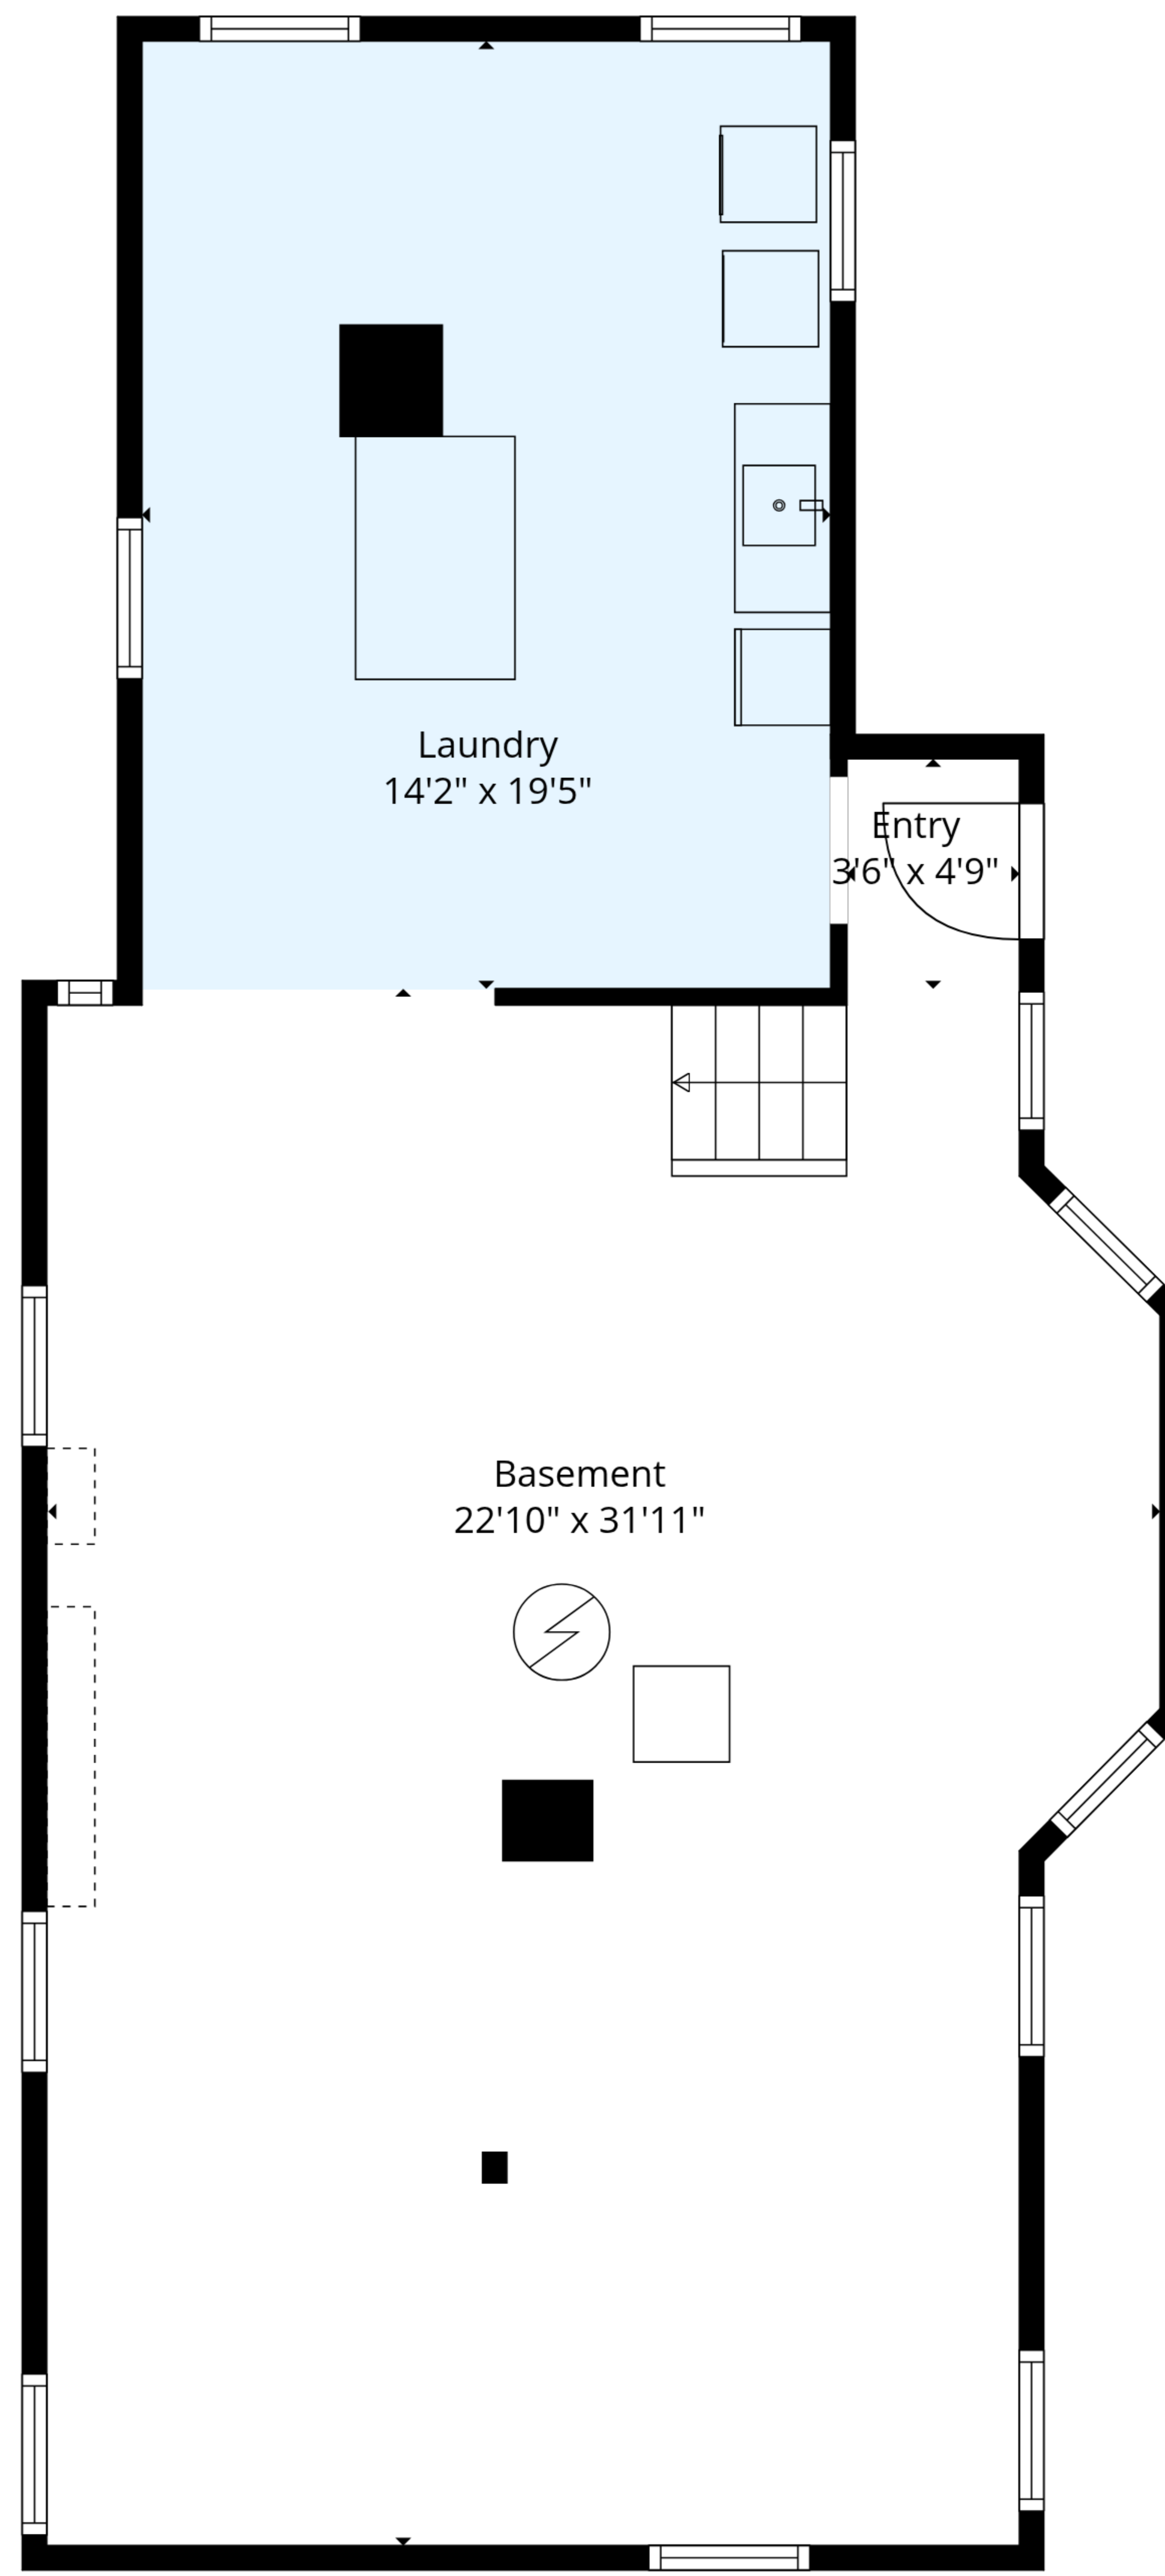 Laundry
14'2" x 19'5"
Entry
3'6" x 4'9"
Basement
22'10" x 31'11"